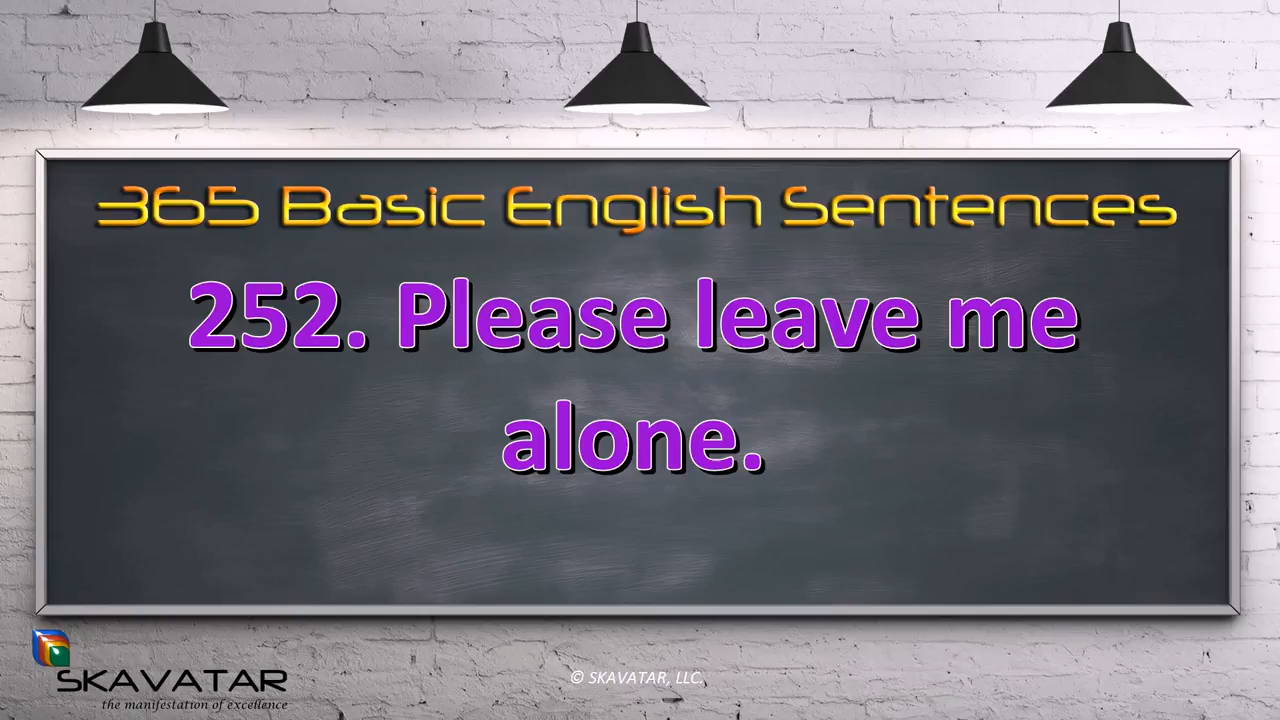 365 Basic English Sentences
252. Please leave me
alone.
SKAVATAR
the manifestation of excellence
© SKAVATAR, LLC.